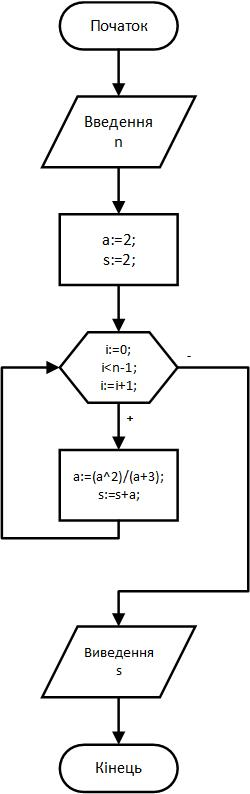 Початок
Введення
n
a:=2;
s:=2;
i:=0;
i<n-1;
i:=i+1;
-
+
a:=(a^2)/(a+3);
s:=s+a;
Виведення
s
Кінець